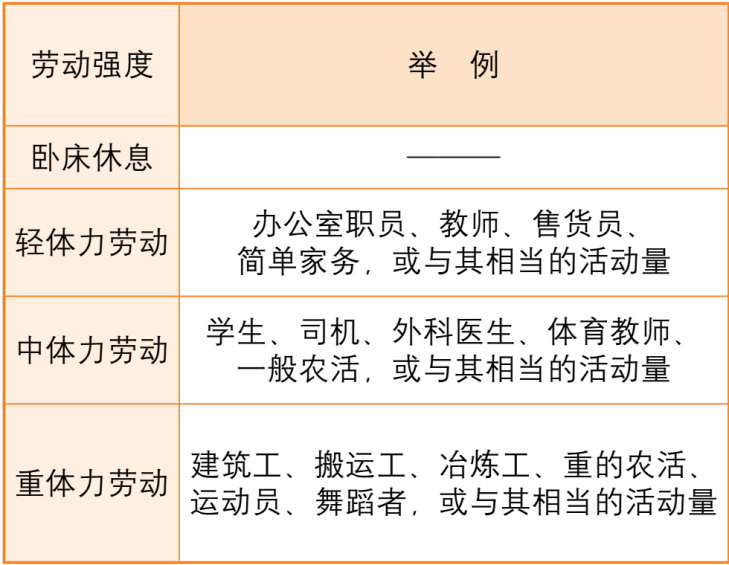 劳动强度
举 例
卧床休息
———
轻体力劳动
办公室职员、教师、售货员、
简单家务，或与其相当的活动量
中体力劳动
学生、司机、外科医生、体育教师、
一般农活，或与其相当的活动量
重体力劳动
建筑工、搬运工、冶炼工、重的农活、
运动员、舞蹈者，或与其相当的活动量